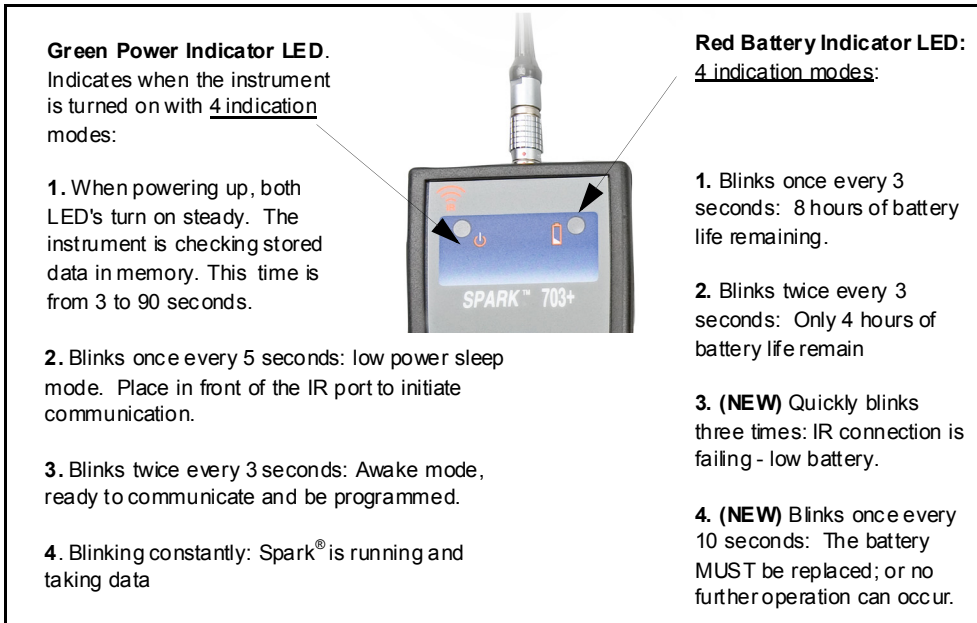 Green Power Indicator LED.
Indicates when the instrument
is turned on with 4 indication
modes:
1. When powering up, both
LED's turn on steady. The
instrument is checking stored
data in memory. This time is
from 3 to 90 seconds.
2. Blinks once every 5 seconds: low power sleep
mode. Place in front of the IR port to initiate
communication.
3. Blinks twice every 3 seconds: Awake mode,
ready to communicate and be programmed.
4. Blinking constantly: Spark® is running and
taking data
SPARK™ 703+
Red Battery Indicator LED:
4 indication modes:
1. Blinks once every 3
seconds: 8 hours of battery
life remaining.
2. Blinks twice every 3
seconds: Only 4 hours of
battery life remain
3. (NEW) Quickly blinks
three times: IR connection is
failing - low battery.
4. (NEW) Blinks once every
10 seconds: The battery
MUST be replaced; or no
further operation can occur.